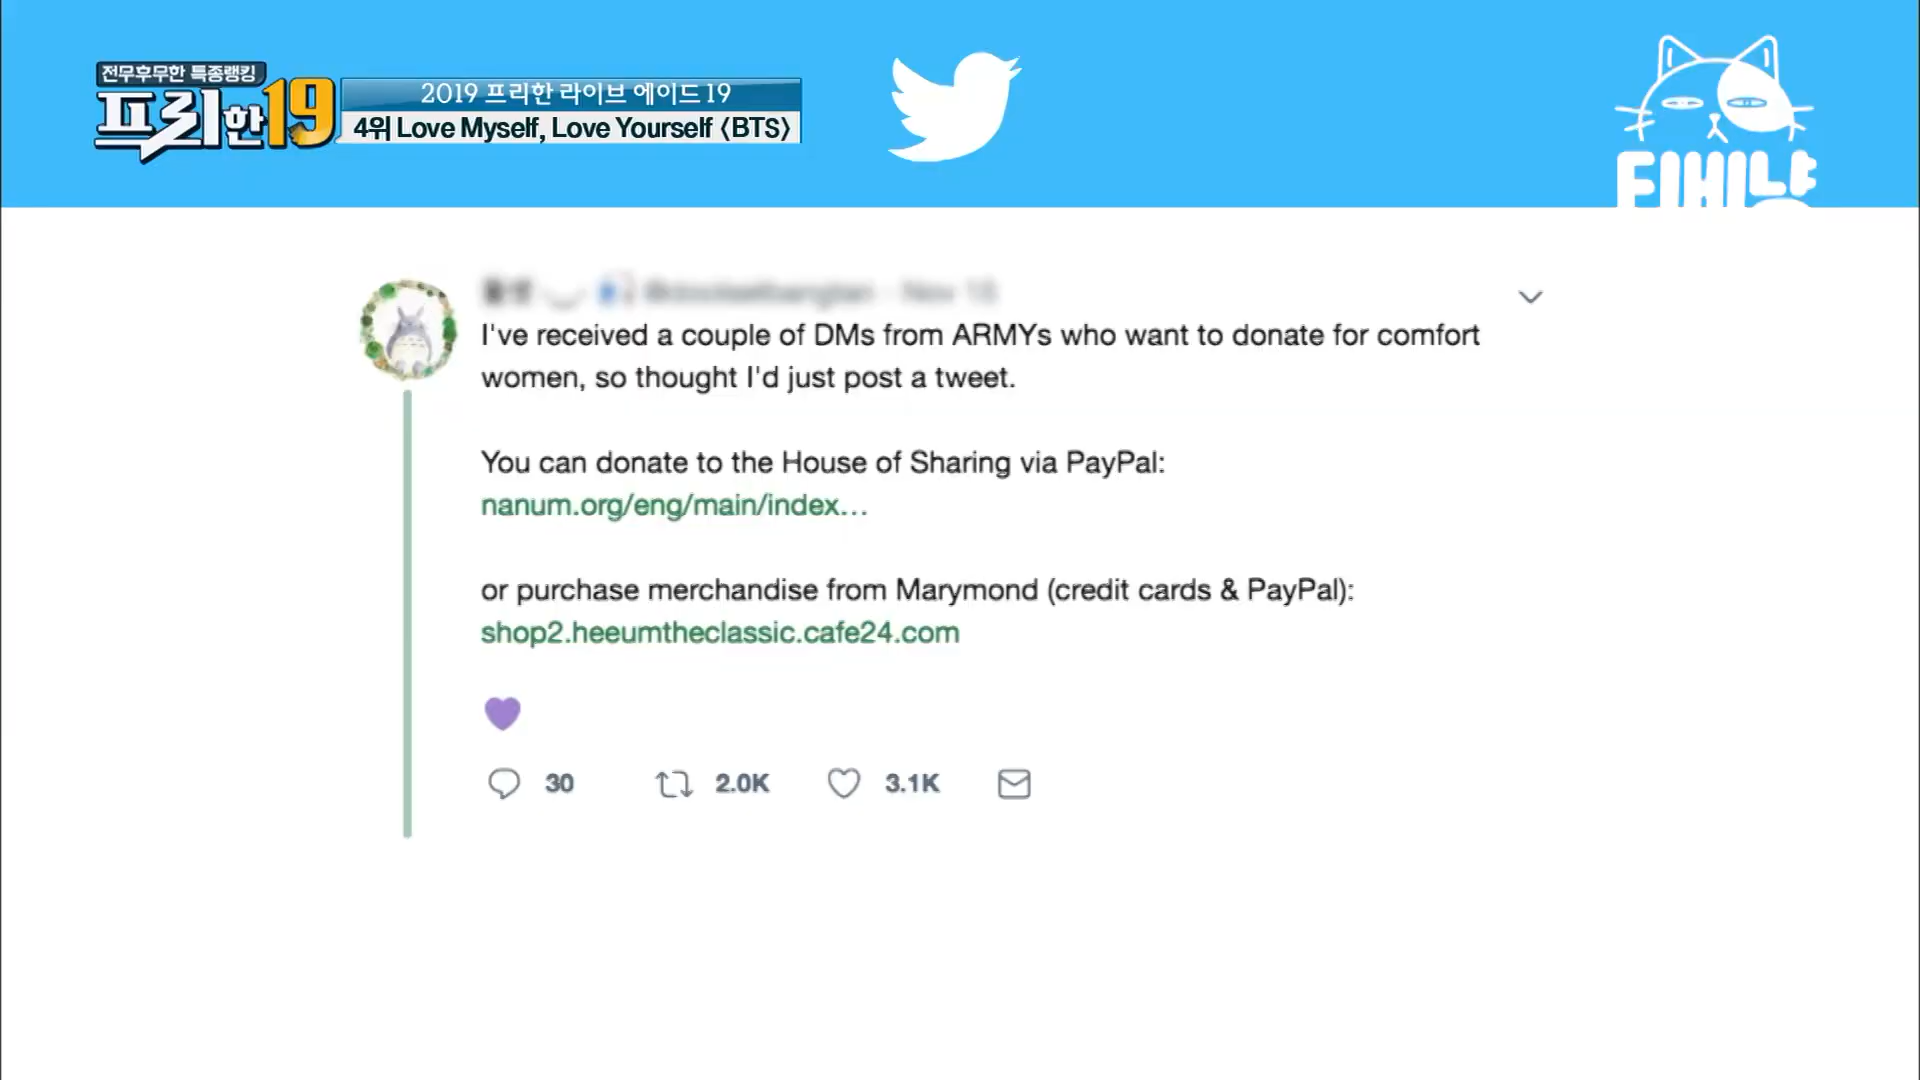 전무후무한 특종랭킹
프리한19
2019 프리한 라이브 에이드 19
4위 Love Myself, Love Yourself 〈BTS〉
티비냥
I've received a couple of DMs from ARMYs who want to donate for comfort
women, so thought I'd just post a tweet.
You can donate to the House of Sharing via PayPal:
nanum.org/eng/main/index...
or purchase merchandise from Marymond (credit cards & PayPal):
shop2.heeumtheclassic.cafe24.com
30 2.0K 3.1K